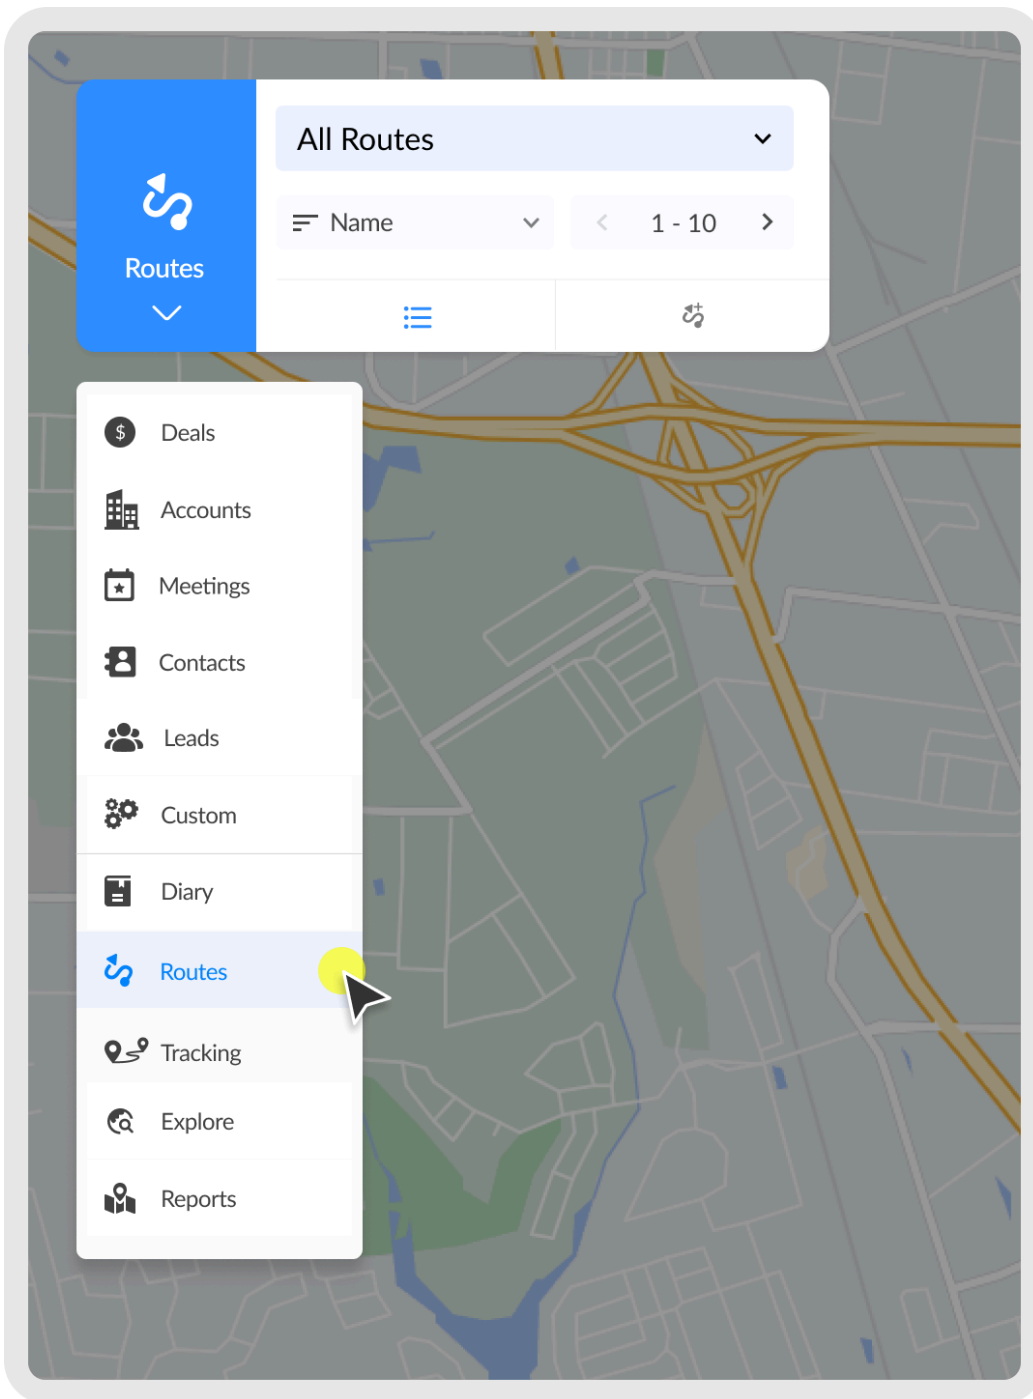 All Routes
Name
1 - 10
Routes
$ Deals
Accounts
Meetings
Contacts
Leads
Custom
Diary
Routes
Tracking
Explore
Reports